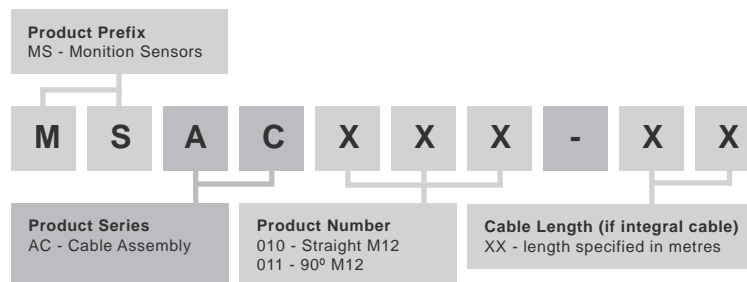 Product Prefix
MS - Monition Sensors
M S A C X X X - X X
Product Series
AC - Cable Assembly
Product Number
010 - Straight M12
011 - 90º M12
Cable Length (if integral cable)
XX - length specified in metres